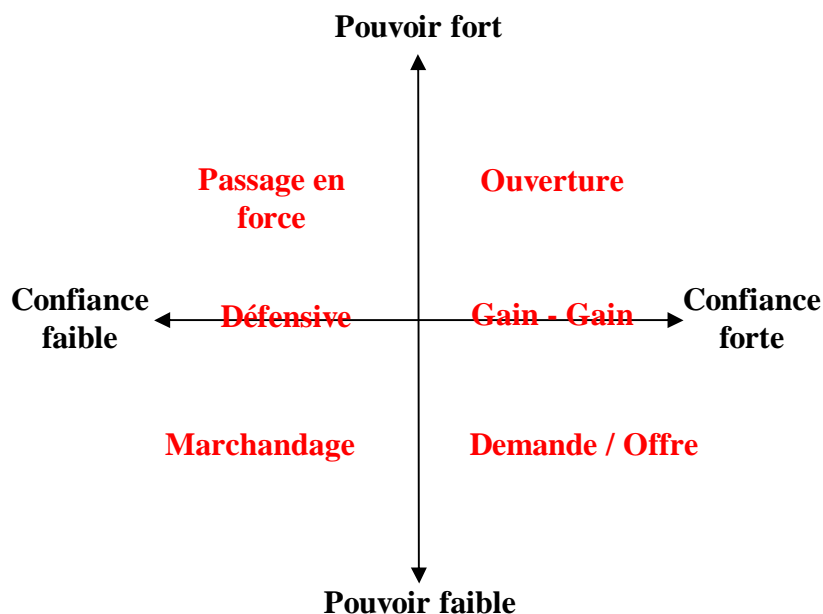 Pouvoir fort
Passage en
force
Ouverture
Confiance
faible
Défensive
Gain - Gain
Confiance
forte
Marchandage
Demande / Offre
Pouvoir faible